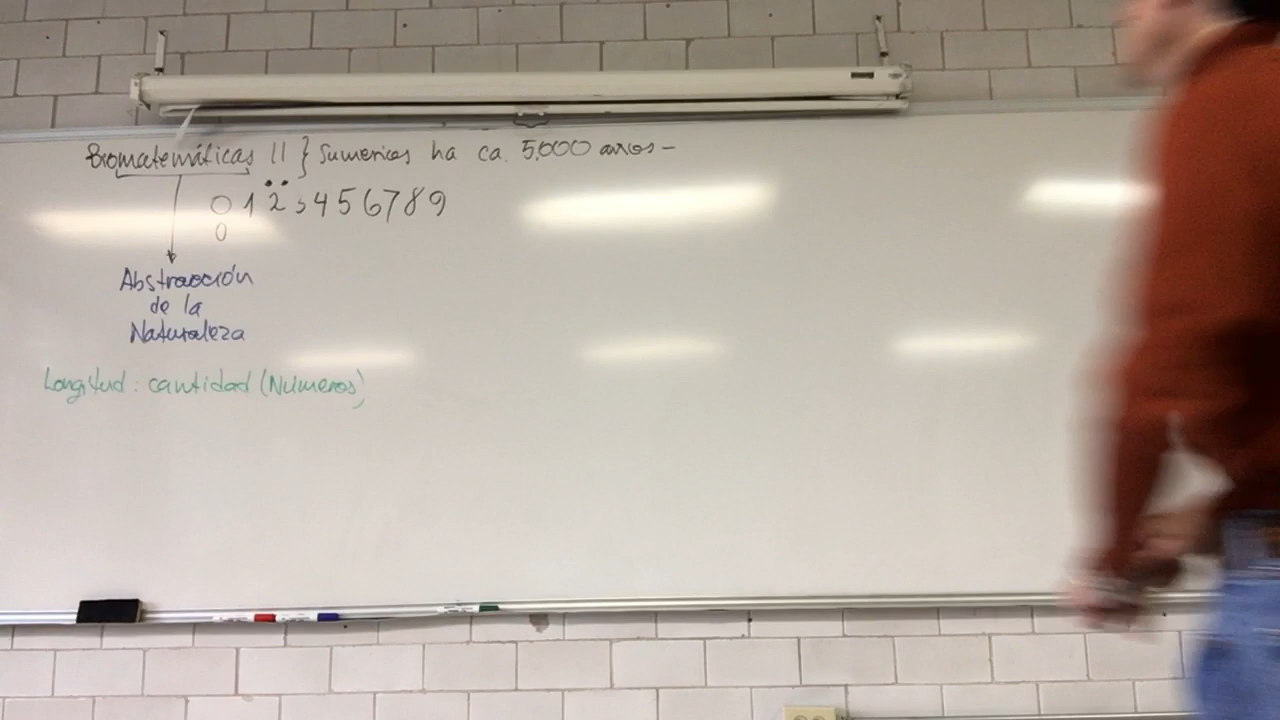 Biomatemáticas II } Sumerios ha ca. 5,000 años-
0 1 2 3 4 5 6 7 8 9
0
Abstracción
de la
Naturaleza
Longitud: cantidad (Números)